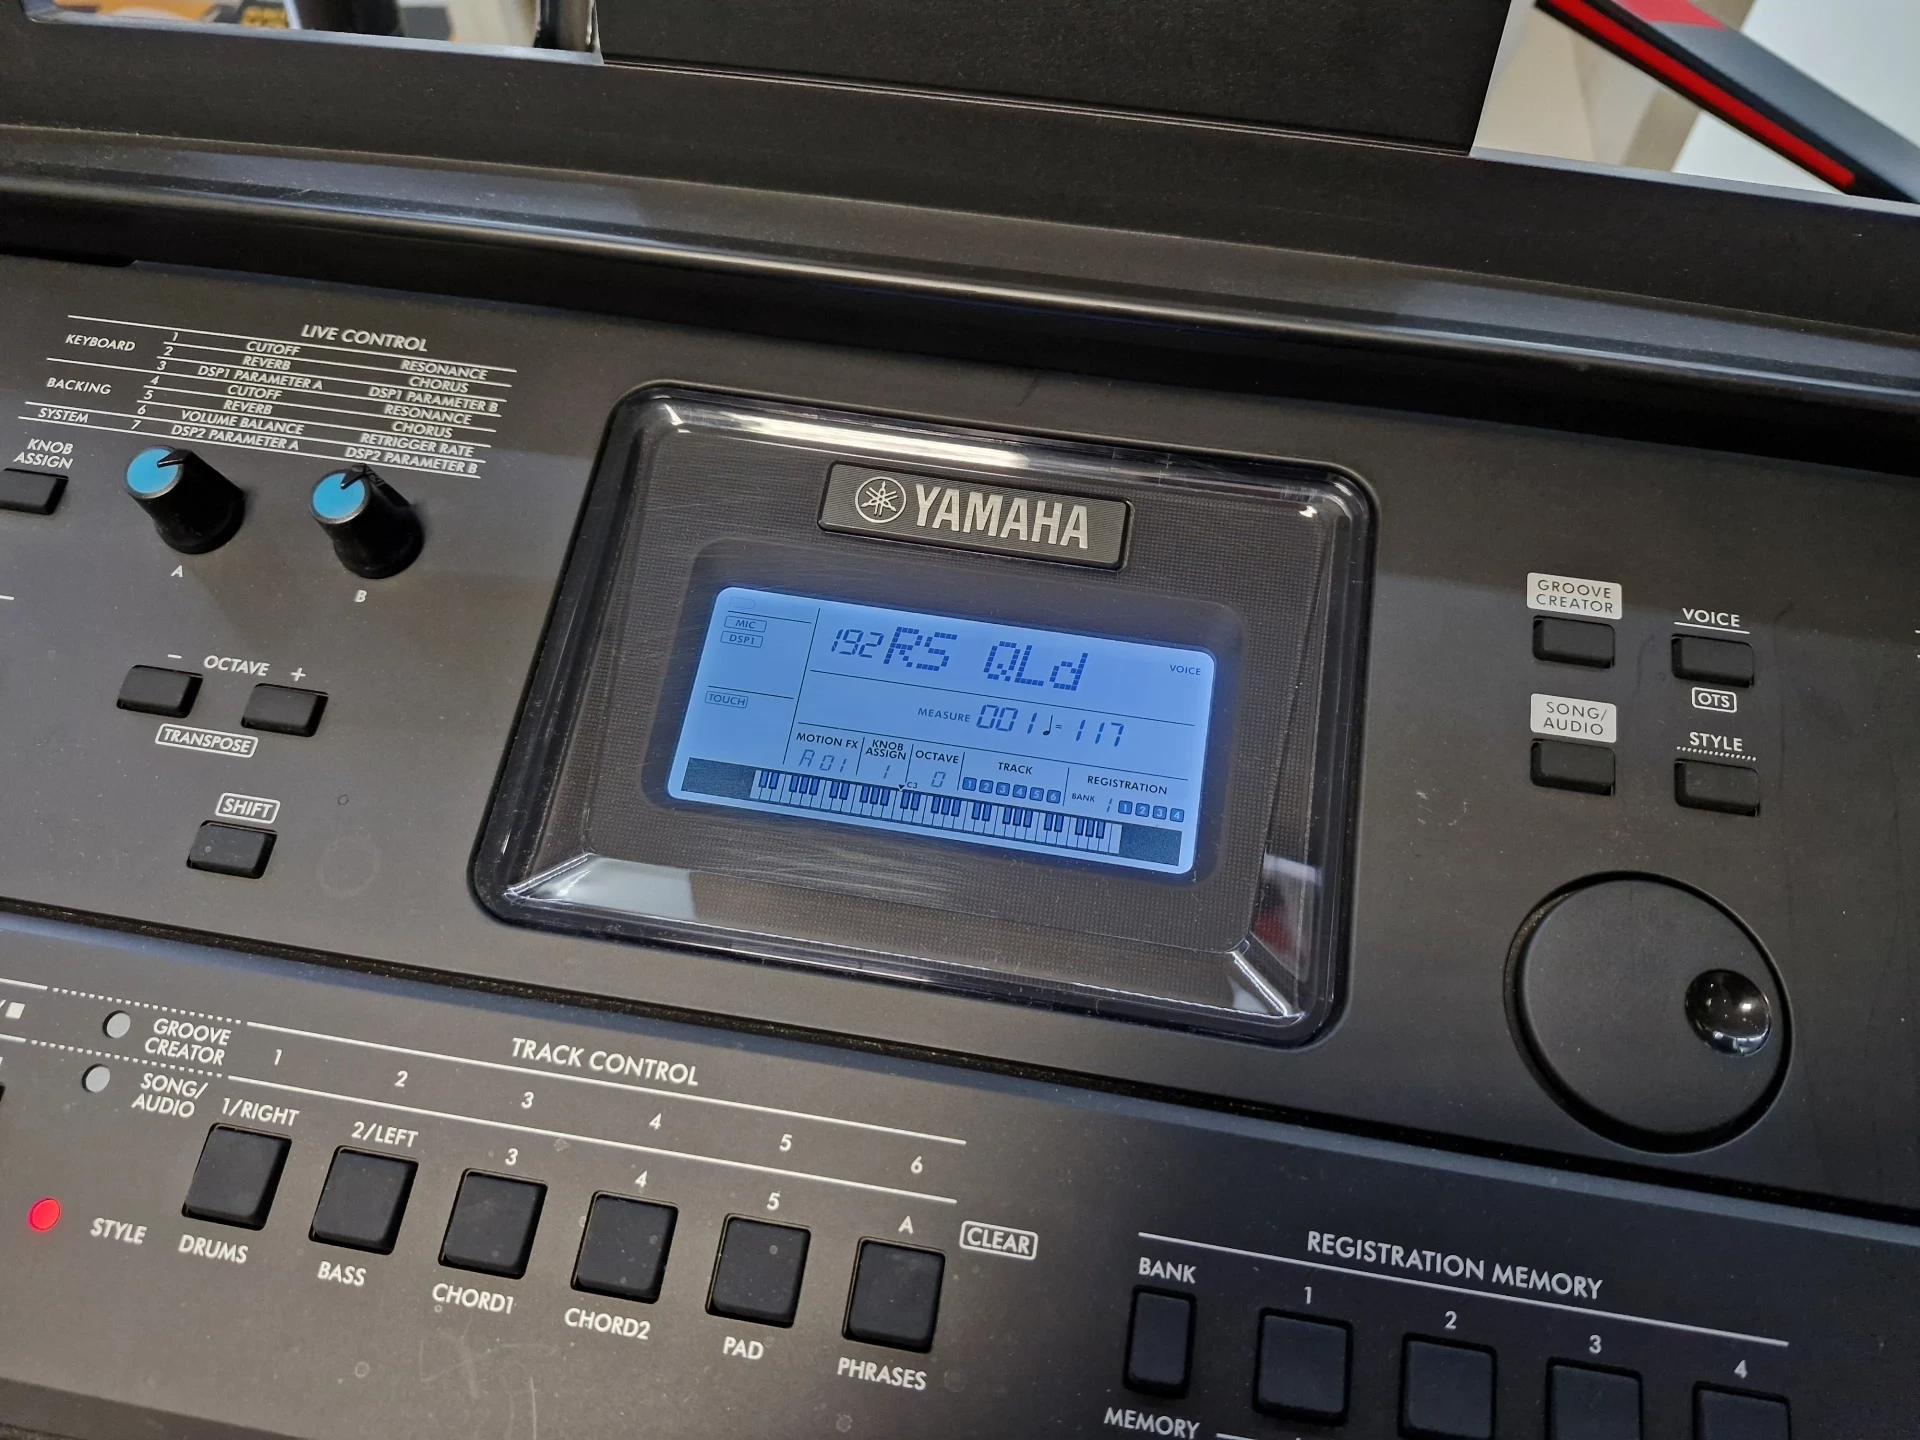 LIVE CONTROL
KEYBOARD
1 CUTOFF RESONANCE
2 REVERB CHORUS
3 DSP1 PARAMETER A DSP1 PARAMETER B
BACKING
4 CUTOFF RESONANCE
5 REVERB CHORUS
6 VOLUME BALANCE RETRIGGER RATE
SYSTEM 7 DSP2 PARAMETER A DSP2 PARAMETER B
KNOB
ASSIGN
A
B
- OCTAVE +
TRANSPOSE
SHIFT
YAMAHA
MIC
DSP1
TOUCH
192RS QLd
VOICE
MEASURE 001 ♩= 117
MOTION FX KNOB ASSIGN OCTAVE TRACK REGISTRATION
A01 1 0 1 2 3 4 5 6 BANK 1 1 2 3 4
C3
GROOVE
CREATOR
VOICE
OTS
SONG/
AUDIO
STYLE
GROOVE
CREATOR
TRACK CONTROL
1 2 3 4 5 6
SONG/
AUDIO
1/RIGHT 2/LEFT 3 4 5 A
CLEAR
STYLE
DRUMS BASS CHORD1 CHORD2 PAD PHRASES
REGISTRATION MEMORY
BANK 1 2 3 4
MEMORY